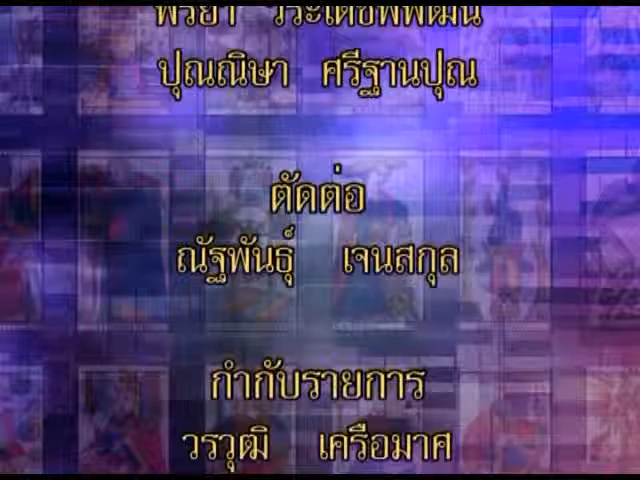 ปุณณิษา ศรีฐานปุณ
ตัดต่อ
ณัฐพันธุ์ เจนสกุล
กำกับรายการ
วรวุฒิ เครือมาศ